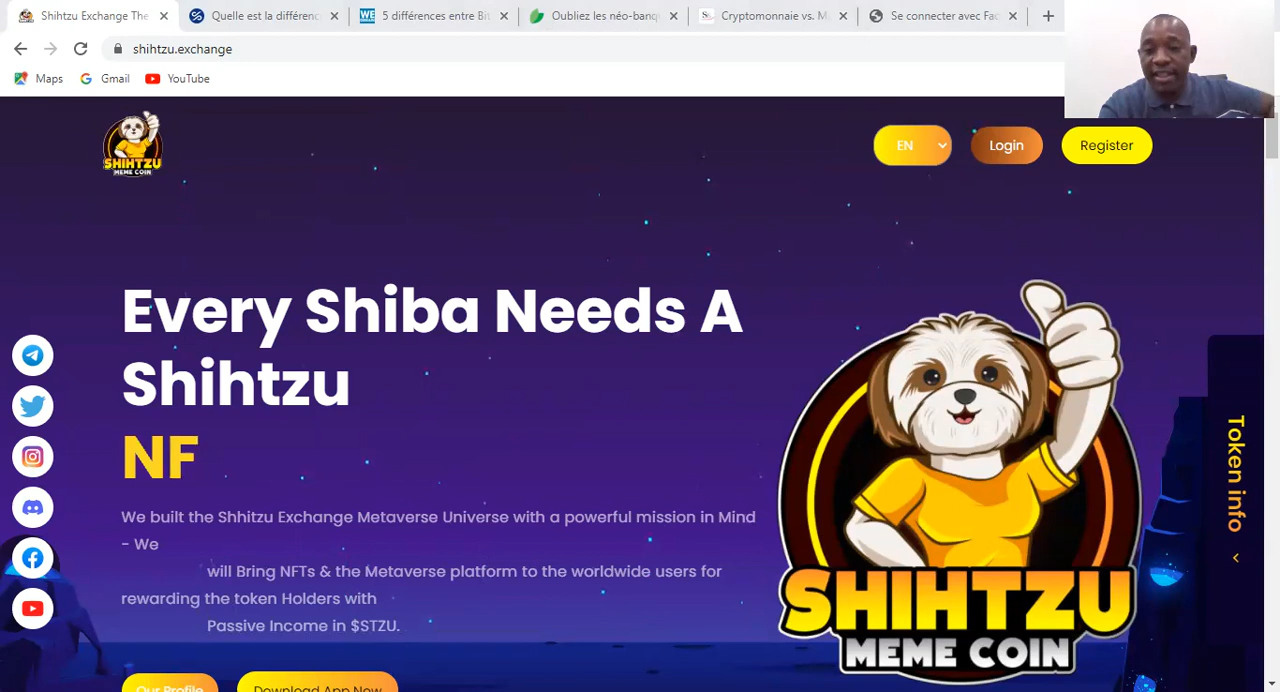 Shihtzu Exchange The
Quelle est la différenc
WE
5 différences entre Bit
Oubliez les néo-banq
Cryptomonnaie vs. M
Se connecter avec Fac
shihtzu.exchange
Maps
Gmail
YouTube
SHIHTZU
MEME COIN
EN
Login
Register
Every Shiba Needs A
Shihtzu
NF
We built the Shhitzu Exchange Metaverse Universe with a powerful mission in Mind
- We
will Bring NFTs & the Metaverse platform to the worldwide users for
rewarding the token Holders with
Passive Income in $STZU.
Our Profile
Download App Now
SHIHTZU
MEME COIN
Token info